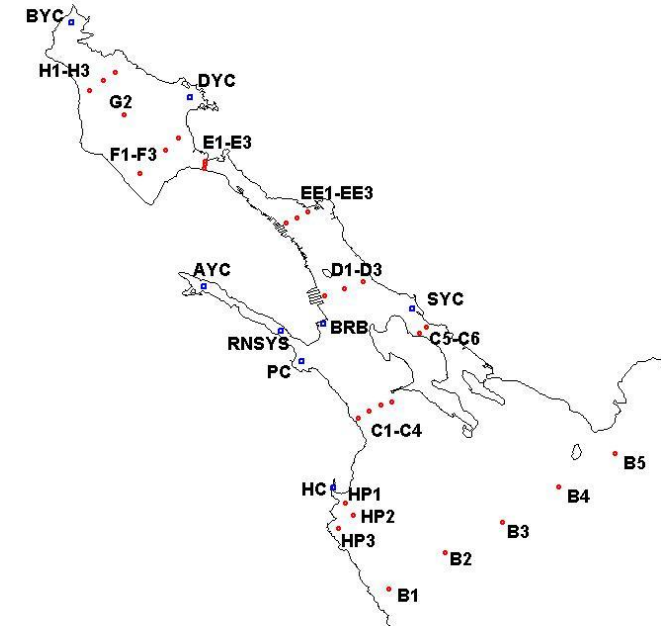 BYC
H1-H3
DYC
G2
E1-E3
F1-F3
EE1-EE3
AYC
D1-D3
SYC
BRB
RNSYS
C5-C6
PC
C1-C4
B5
HC
HP1
B4
HP2
B3
HP3
B2
B1